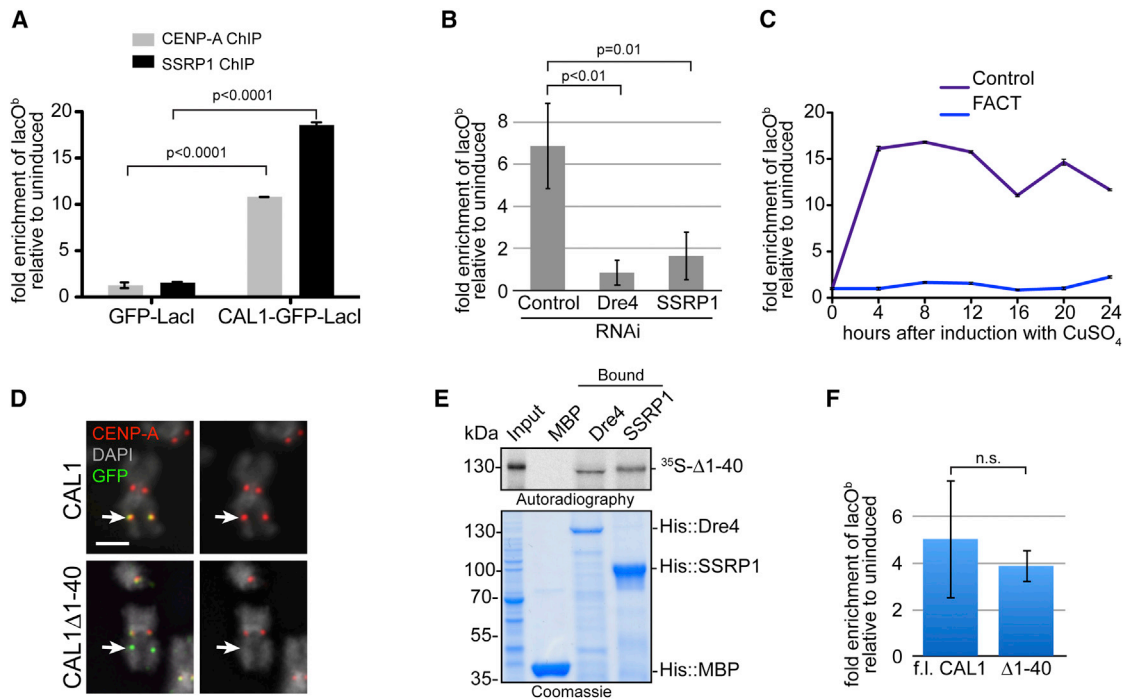 A
CENP-A ChIP
SSRP1 ChIP
fold enrichment of lacOᵇ
relative to uninduced
20
15
10
5
0
p<0.0001
p<0.0001
GFP-LacI
CAL1-GFP-LacI
B
fold enrichment of lacOᵇ
relative to uninduced
p=0.01
p<0.01
8
6
4
2
0
Control
Dre4
SSRP1
RNAi
C
Control
FACT
fold enrichment of lacOᵇ
relative to uninduced
20
15
10
5
0
0
4
8
12
16
20
24
hours after induction with CuSO₄
D
CENP-A
DAPI
GFP
CAL1
CAL1Δ1-40
E
Bound
Input
MBP
Dre4
SSRP1
kDa
130-
³⁵S-Δ1-40
Autoradiography
130-
100-
70-
55-
35-
His::Dre4
His::SSRP1
His::MBP
Coomassie
F
fold enrichment of lacOᵇ
relative to uninduced
n.s.
6
4
2
0
f.l. CAL1
Δ1-40